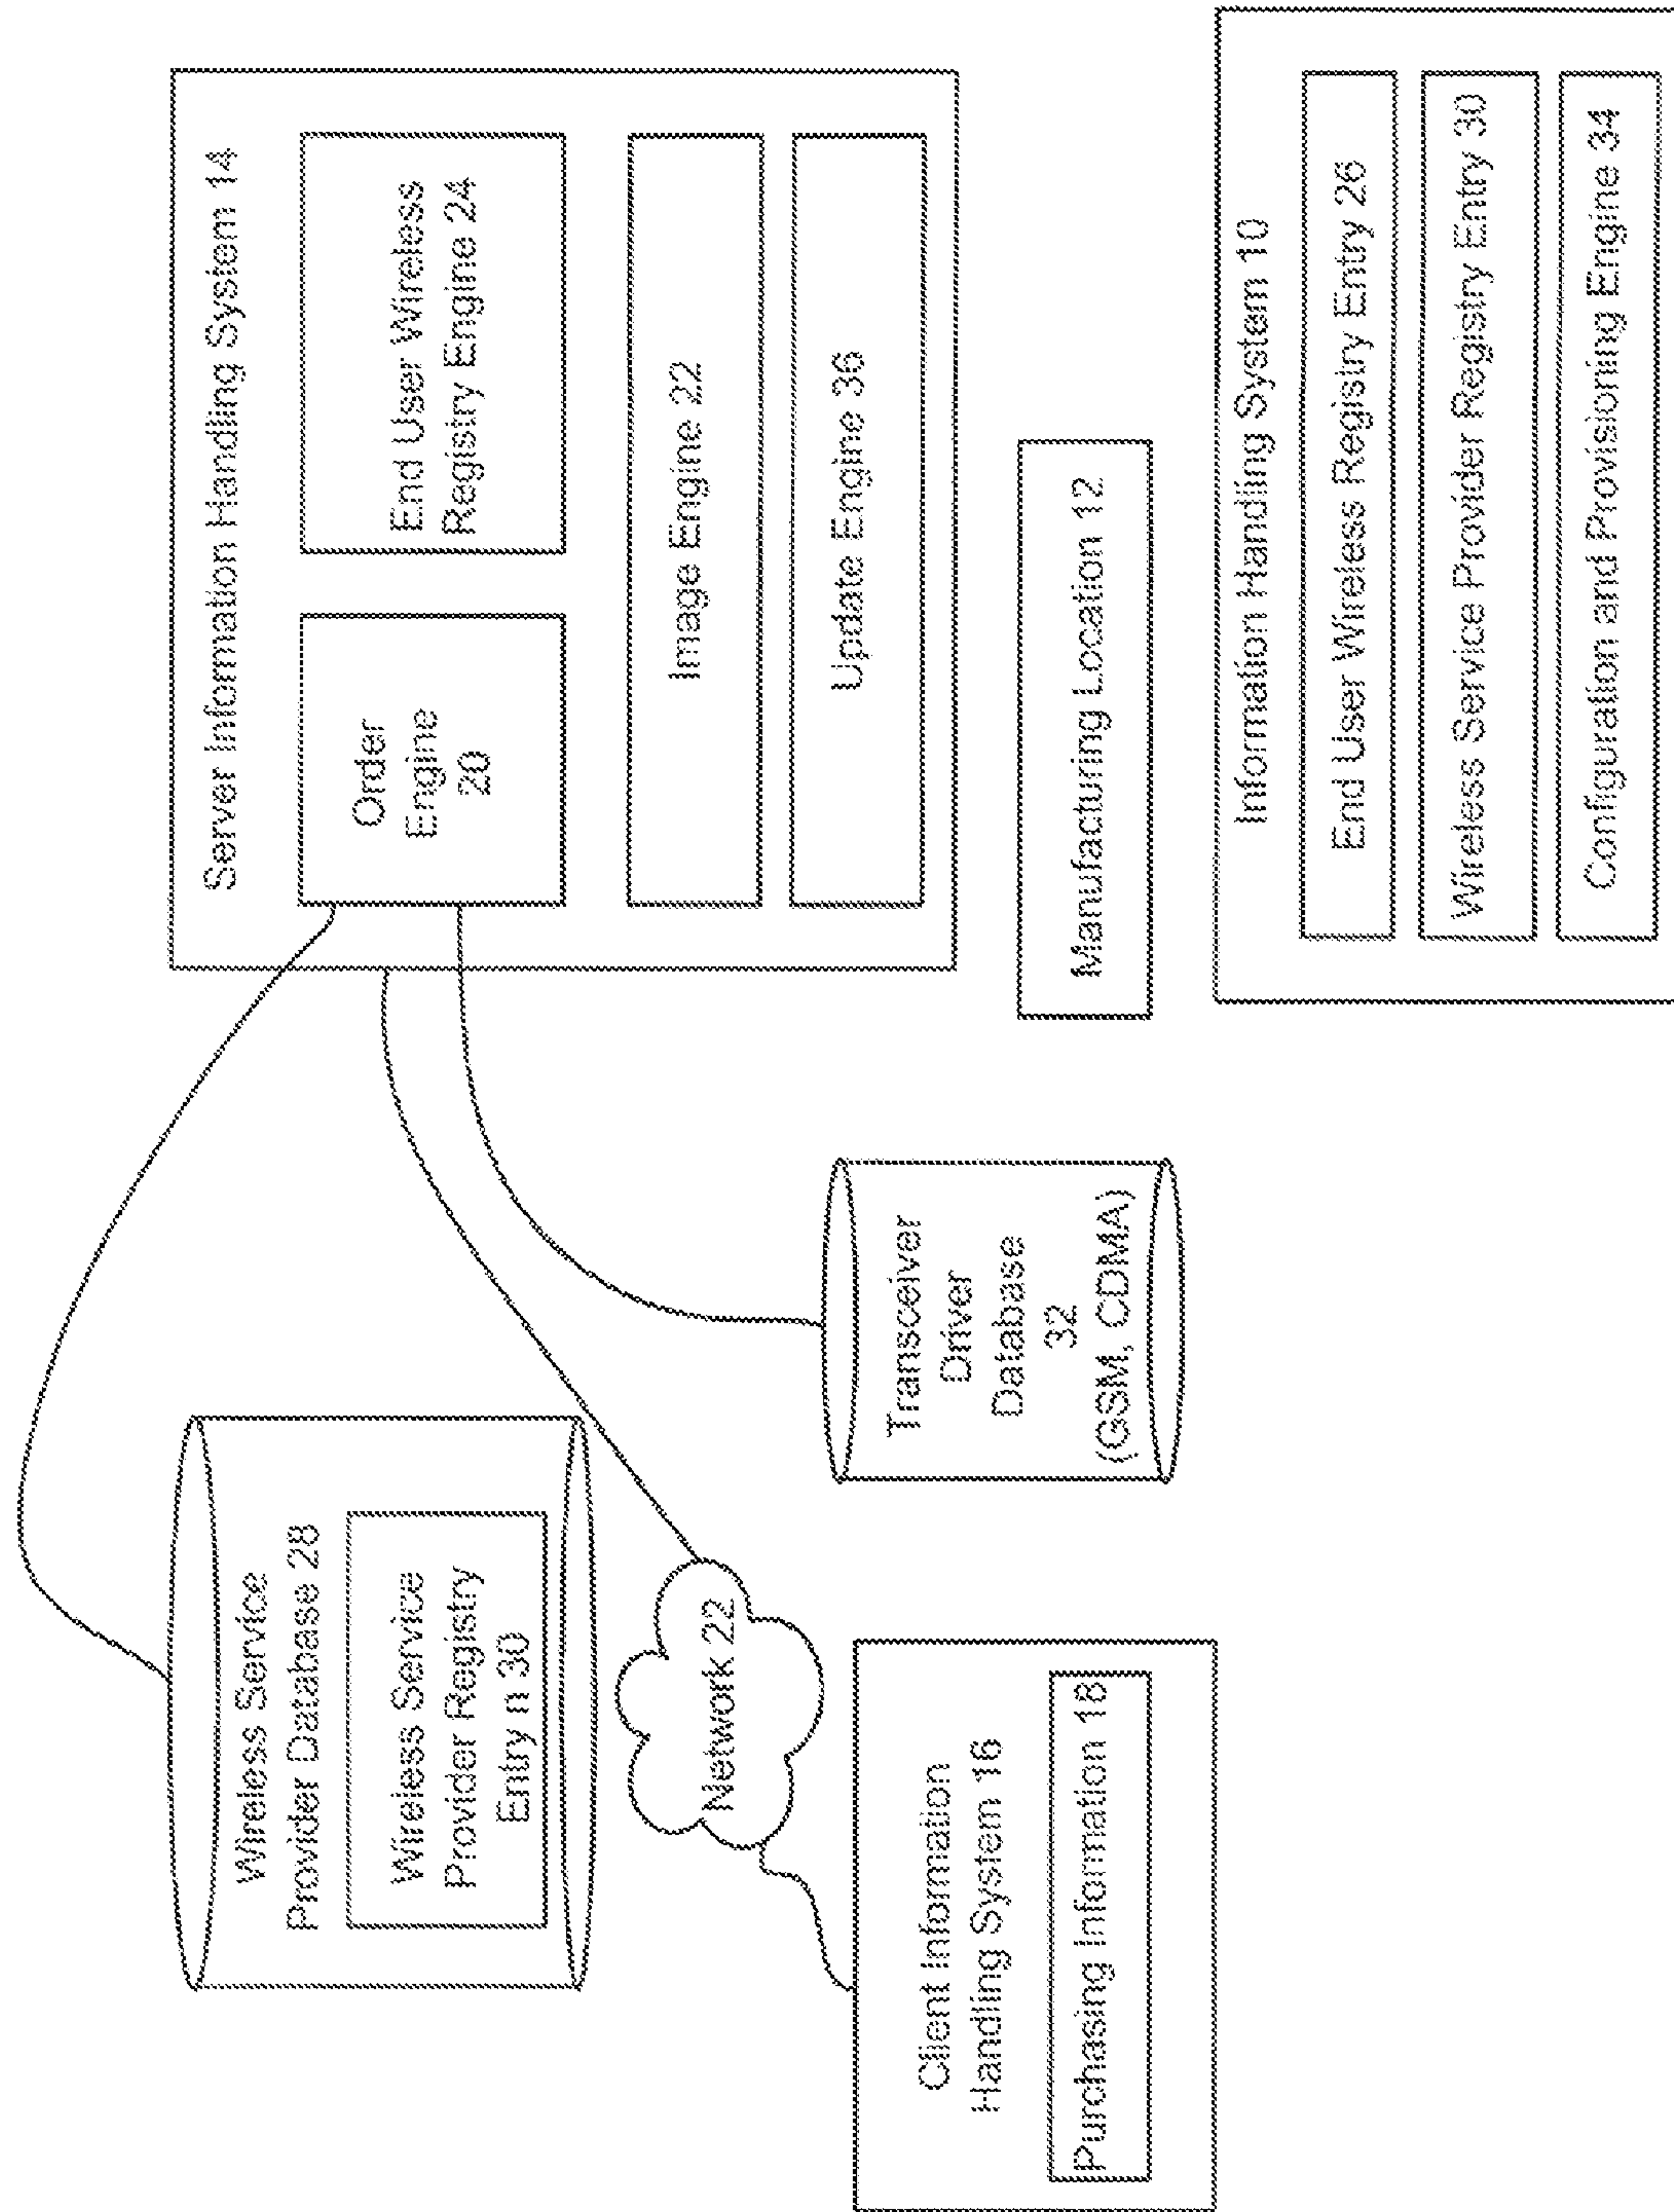 Wireless Service
Provider Database 28
Wireless Service
Provider Registry
Entry n 30
Server Information Handling System 14
Order
Engine
20
End User Wireless
Registry Engine 24
Image Engine 22
Update Engine 36
Network 22
Client Information
Handling System 16
Purchasing Information 18
Transceiver
Driver
Database
32
(GSM, CDMA)
Manufacturing Location 12
Information Handling System 10
End User Wireless Registry Entry 26
Wireless Service Provider Registry Entry 30
Configuration and Provisioning Engine 34